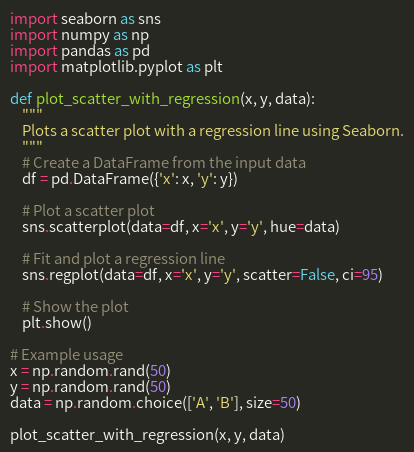 import seaborn as sns
import numpy as np
import pandas as pd
import matplotlib.pyplot as plt

def plot_scatter_with_regression(x, y, data):
    """
    Plots a scatter plot with a regression line using Seaborn.
    """
    # Create a DataFrame from the input data
    df = pd.DataFrame({'x': x, 'y': y})

    # Plot a scatter plot
    sns.scatterplot(data=df, x='x', y='y', hue=data)

    # Fit and plot a regression line
    sns.regplot(data=df, x='x', y='y', scatter=False, ci=95)

    # Show the plot
    plt.show()

# Example usage
x = np.random.rand(50)
y = np.random.rand(50)
data = np.random.choice(['A', 'B'], size=50)

plot_scatter_with_regression(x, y, data)